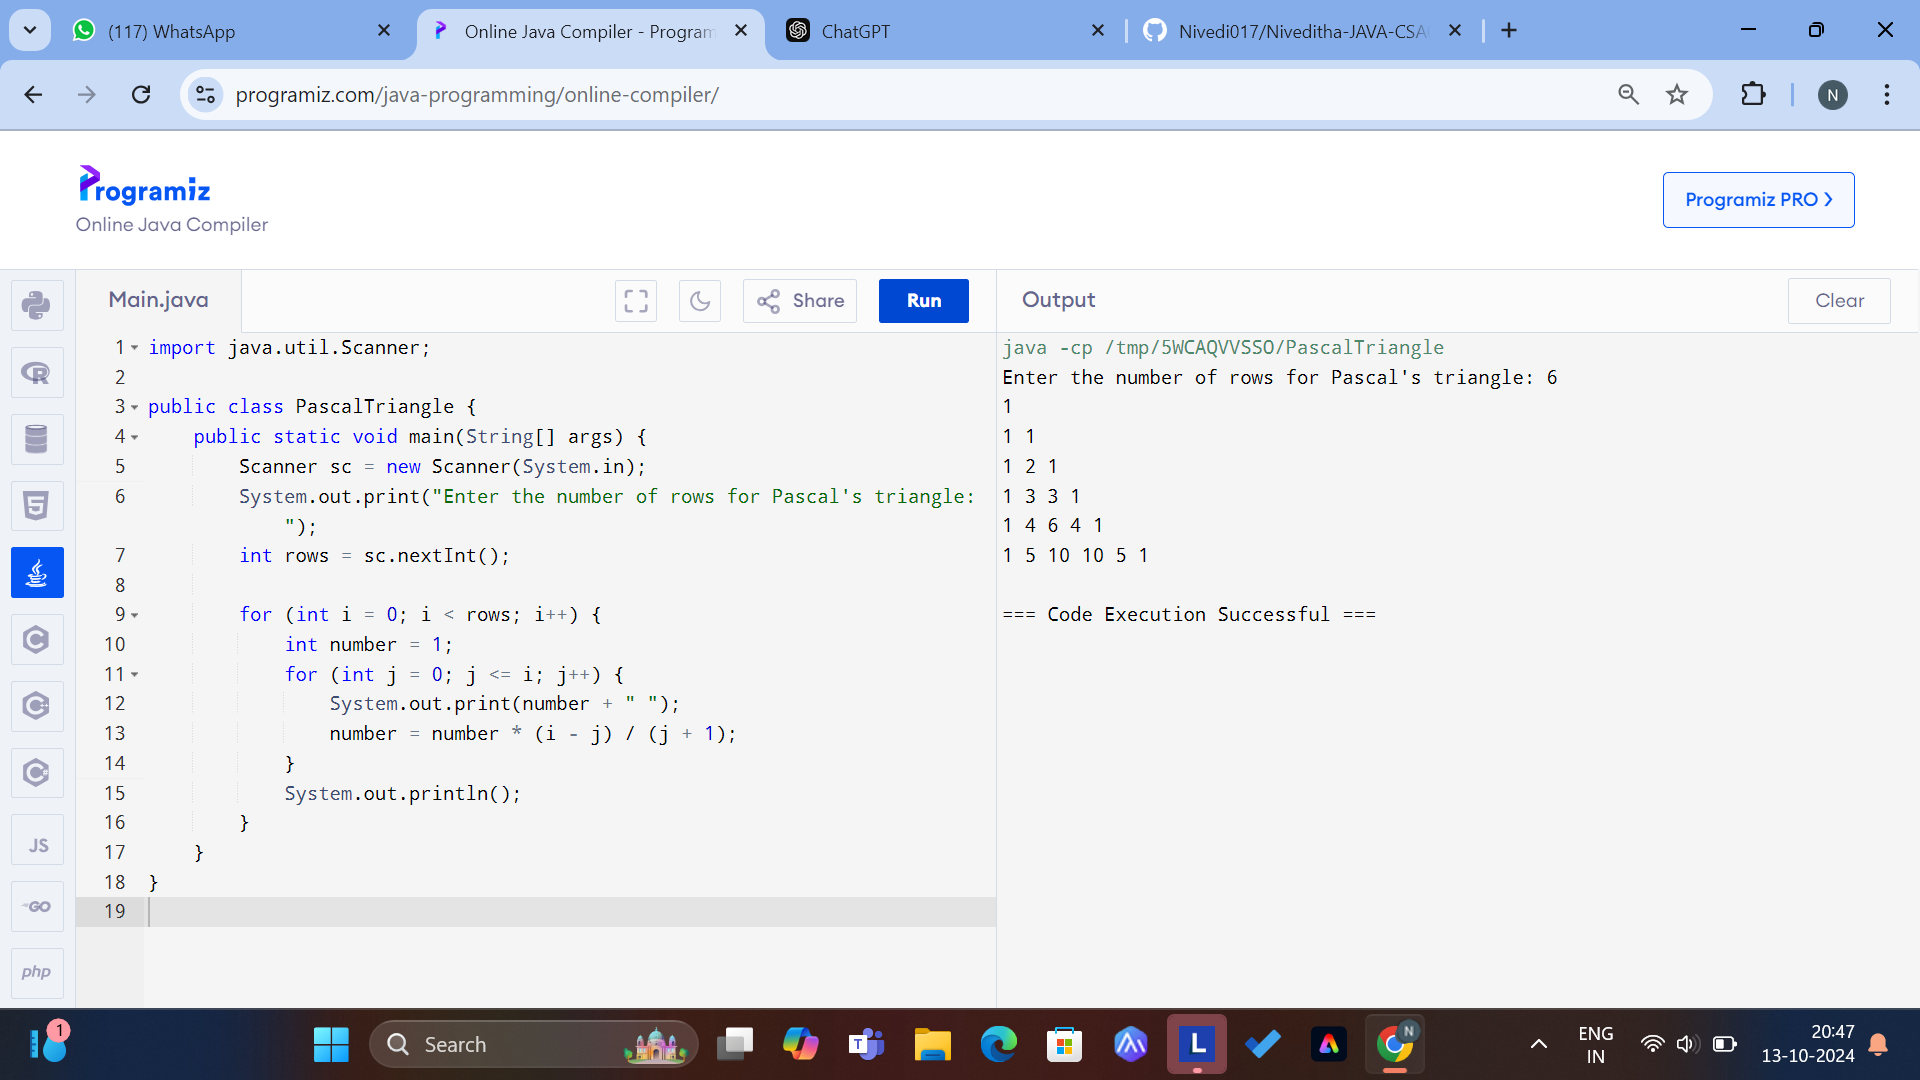 (117) WhatsApp
Online Java Compiler - Program
ChatGPT
Nivedi017/Niveditha-JAVA-CSA
programiz.com/java-programming/online-compiler/
N
Programiz
Online Java Compiler
Programiz PRO
Main.java
Share
Run
Output
Clear
1 import java.util.Scanner;
2
3 public class PascalTriangle {
4 public static void main(String[] args) {
5 Scanner sc = new Scanner(System.in);
6 System.out.print("Enter the number of rows for Pascal's triangle:
");
7 int rows = sc.nextInt();
8
9 for (int i = 0; i < rows; i++) {
10 int number = 1;
11 for (int j = 0; j <= i; j++) {
12 System.out.print(number + " ");
13 number = number * (i - j) / (j + 1);
14 }
15 System.out.println();
16 }
17 }
18 }
19
java -cp /tmp/5WCAQVVSSO/PascalTriangle
Enter the number of rows for Pascal's triangle: 6
1
1 1
1 2 1
1 3 3 1
1 4 6 4 1
1 5 10 10 5 1
=== Code Execution Successful ===
R
5
C
C++
C#
JS
GO
php
1
Search
T
L
N
ENG
IN
20:47
13-10-2024